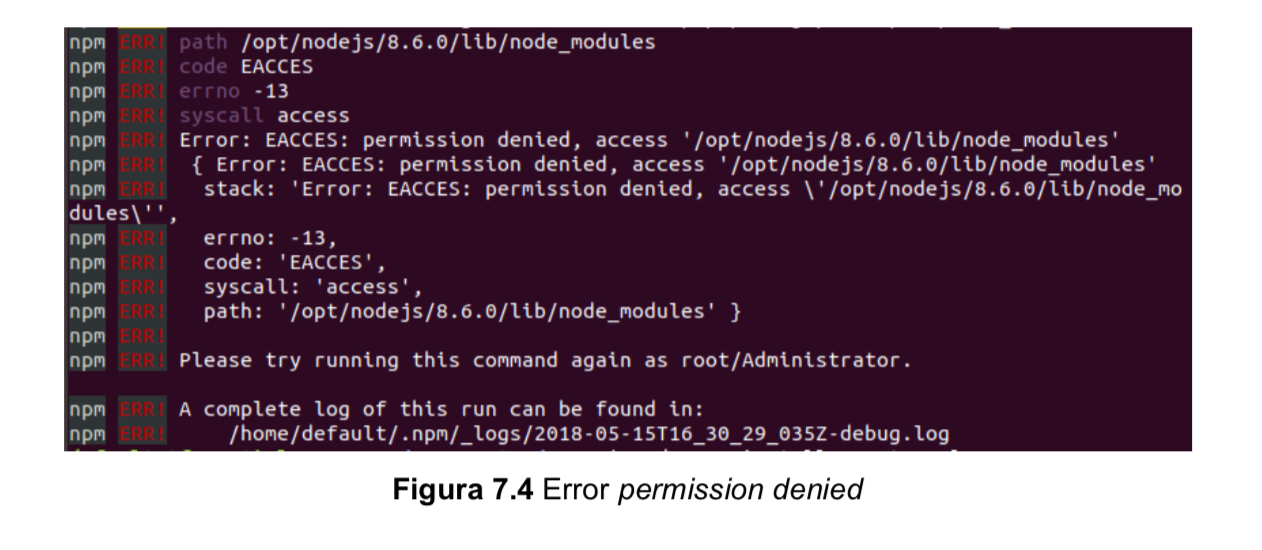 npm ERR! path /opt/nodejs/8.6.0/lib/node_modules
npm ERR! code EACCES
npm ERR! errno -13
npm ERR! syscall access
npm ERR! Error: EACCES: permission denied, access '/opt/nodejs/8.6.0/lib/node_modules'
npm ERR!  { Error: EACCES: permission denied, access '/opt/nodejs/8.6.0/lib/node_modules'
npm ERR!   stack: 'Error: EACCES: permission denied, access \'/opt/nodejs/8.6.0/lib/node_mo
dules\'',
npm ERR!   errno: -13,
npm ERR!   code: 'EACCES',
npm ERR!   syscall: 'access',
npm ERR!   path: '/opt/nodejs/8.6.0/lib/node_modules' }
npm ERR!
npm ERR! Please try running this command again as root/Administrator.
npm ERR! A complete log of this run can be found in:
npm ERR!     /home/default/.npm/_logs/2018-05-15T16_30_29_035Z-debug.log
Figura 7.4 Error permission denied